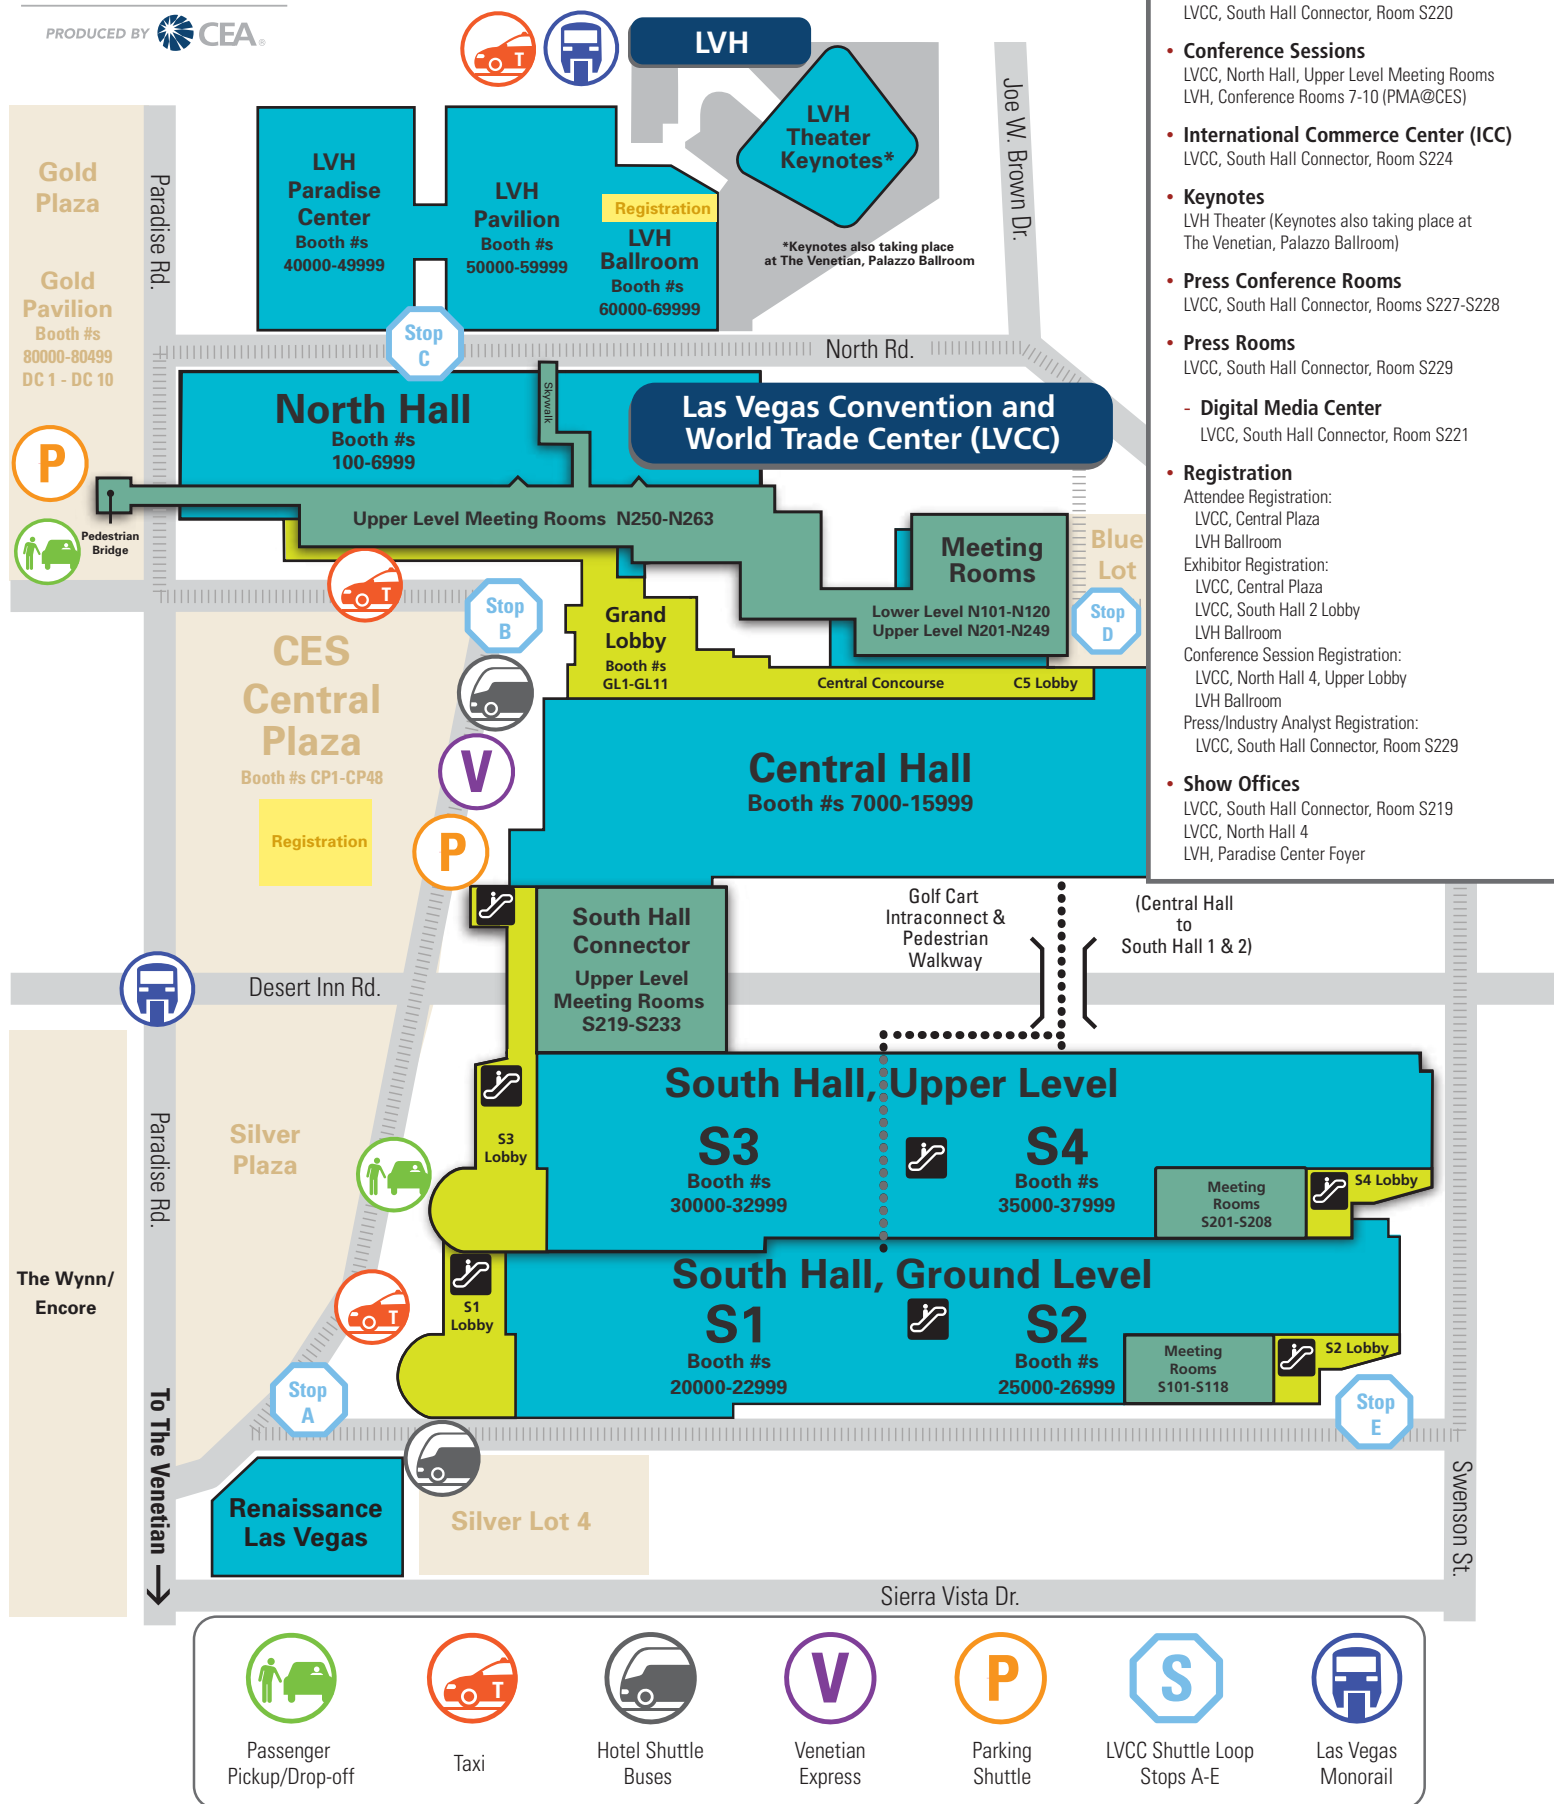 PRODUCED BY CEA®
LVH
LVH
Theater
Keynotes*
*Keynotes also taking place
at The Venetian, Palazzo Ballroom
Joe W. Brown Dr.
Gold
Plaza
Gold
Pavilion
Booth #s
80000-80499
DC 1 - DC 10
Paradise Rd.
LVH
Paradise
Center
Booth #s
40000-49999
LVH
Pavilion
Booth #s
50000-59999
Registration
LVH
Ballroom
Booth #s
60000-69999
Stop
C
North Rd.
North Hall
Booth #s
100-6999
Skywalk
Las Vegas Convention and
World Trade Center (LVCC)
P
Pedestrian
Bridge
Upper Level Meeting Rooms N250-N263
Meeting
Rooms
Lower Level N101-N120
Upper Level N201-N249
Blue
Lot
Stop
D
T
Stop
B
Grand
Lobby
Booth #s
GL1-GL11
Central Concourse
C5 Lobby
CES
Central
Plaza
Booth #s CP1-CP48
Registration
V
P
Central Hall
Booth #s 7000-15999
South Hall
Connector
Upper Level
Meeting Rooms
S219-S233
Golf Cart
Intraconnect &
Pedestrian
Walkway
(Central Hall
to
South Hall 1 & 2)
Desert Inn Rd.
South Hall, Upper Level
S3
Booth #s
30000-32999
S4
Booth #s
35000-37999
S3
Lobby
Meeting
Rooms
S201-S208
S4 Lobby
Silver
Plaza
Paradise Rd.
The Wynn/
Encore
South Hall, Ground Level
S1
Booth #s
20000-22999
S2
Booth #s
25000-26999
S1
Lobby
Meeting
Rooms
S101-S118
S2 Lobby
T
Stop
A
Stop
E
To The Venetian
Renaissance
Las Vegas
Silver Lot 4
Swenson St.
Sierra Vista Dr.
LVCC, South Hall Connector, Room S220
• Conference Sessions
LVCC, North Hall, Upper Level Meeting Rooms
LVH, Conference Rooms 7-10 (PMA@CES)
• International Commerce Center (ICC)
LVCC, South Hall Connector, Room S224
• Keynotes
LVH Theater (Keynotes also taking place at
The Venetian, Palazzo Ballroom)
• Press Conference Rooms
LVCC, South Hall Connector, Rooms S227-S228
• Press Rooms
LVCC, South Hall Connector, Room S229
- Digital Media Center
LVCC, South Hall Connector, Room S221
• Registration
Attendee Registration:
LVCC, Central Plaza
LVH Ballroom
Exhibitor Registration:
LVCC, Central Plaza
LVCC, South Hall 2 Lobby
LVH Ballroom
Conference Session Registration:
LVCC, North Hall 4, Upper Lobby
LVH Ballroom
Press/Industry Analyst Registration:
LVCC, South Hall Connector, Room S229
• Show Offices
LVCC, South Hall Connector, Room S219
LVCC, North Hall 4
LVH, Paradise Center Foyer
T
V
P
S
Passenger
Pickup/Drop-off
Taxi
Hotel Shuttle
Buses
Venetian
Express
Parking
Shuttle
LVCC Shuttle Loop
Stops A-E
Las Vegas
Monorail